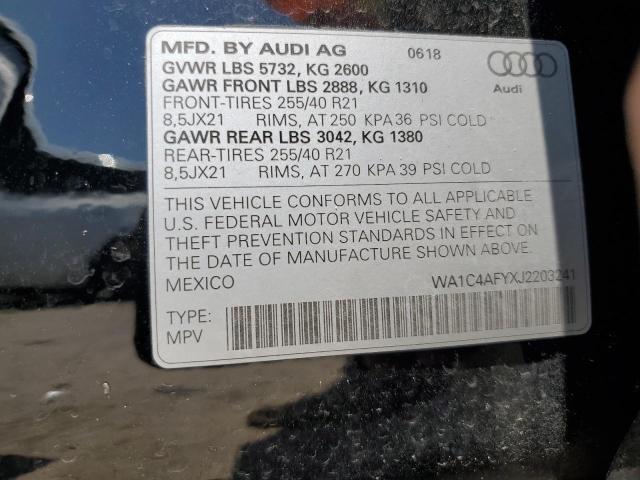 MFD. BY AUDI AG 0618
GVWR LBS 5732, KG 2600
GAWR FRONT LBS 2888, KG 1310
FRONT-TIRES 255/40 R21
8,5JX21 RIMS, AT 250 KPA 36 PSI COLD
GAWR REAR LBS 3042, KG 1380
REAR-TIRES 255/40 R21
8,5JX21 RIMS, AT 270 KPA 39 PSI COLD
Audi
THIS VEHICLE CONFORMS TO ALL APPLICABLE
U.S. FEDERAL MOTOR VEHICLE SAFETY AND
THEFT PREVENTION STANDARDS IN EFFECT ON
THE DATE OF MANUFACTURE SHOWN ABOVE.
MEXICO WA1C4AFYXJ2203241
TYPE:
MPV